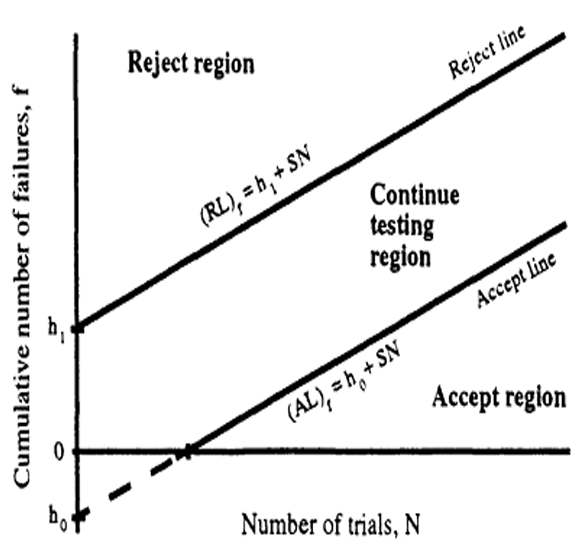 Reject region
Reject line
(RL)f = h1 + SN
Continue
testing
region
Accept line
(AL)f = h0 + SN
Accept region
Cumulative number of failures, f
h1
0
h0
Number of trials, N